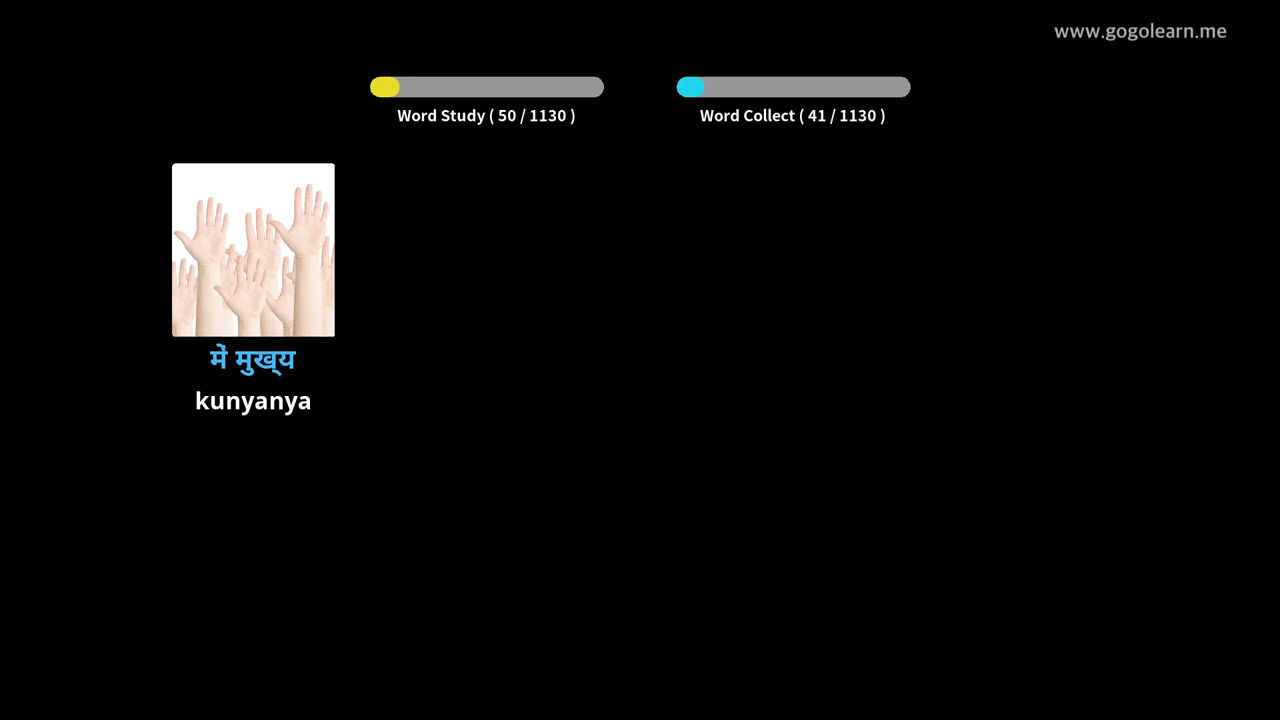 www.gogolearn.me
Word Study ( 50 / 1130 )
Word Collect ( 41 / 1130 )
में मुख्य
kunyanya